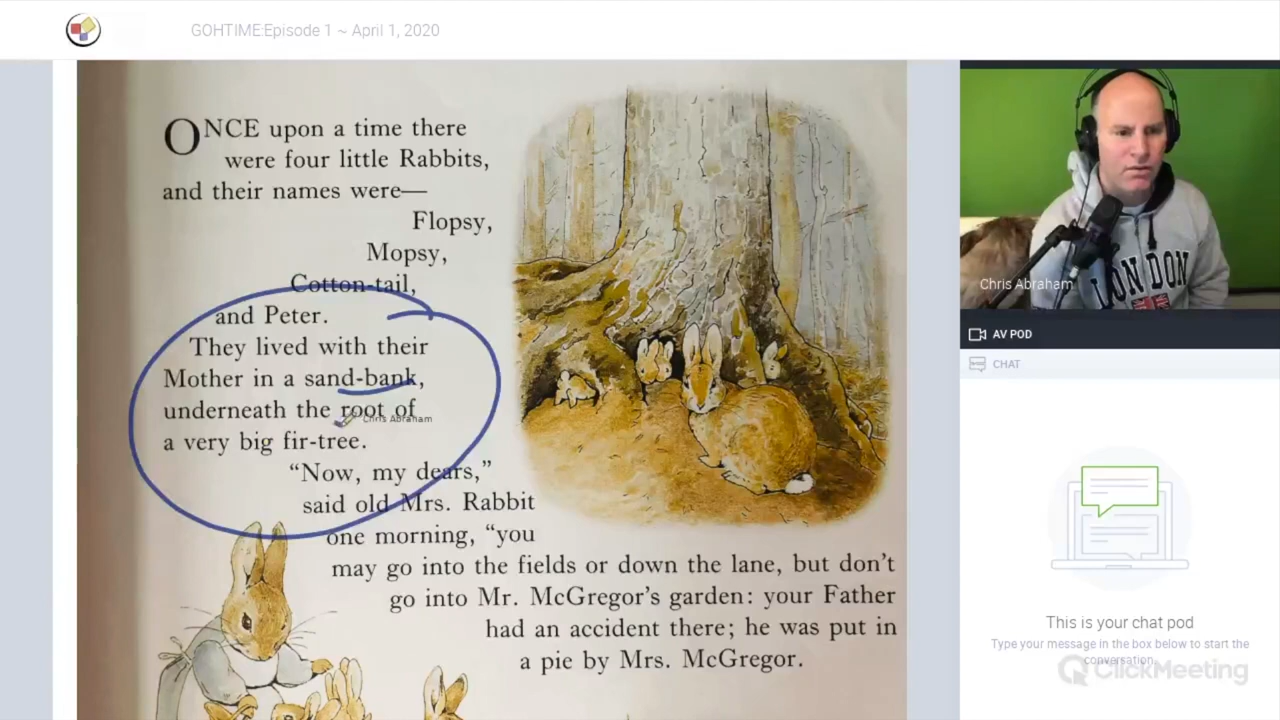 GOHTIME:Episode 1 ~ April 1, 2020
ONCE upon a time there
were four little Rabbits,
and their names were—
Flopsy,
Mopsy,
Cotton-tail,
and Peter.
They lived with their
Mother in a sand-bank,
underneath the root of
Chris Abraham
a very big fir-tree.
“Now, my dears,”
said old Mrs. Rabbit
one morning, “you
may go into the fields or down the lane, but don’t
go into Mr. McGregor’s garden: your Father
had an accident there; he was put in
a pie by Mrs. McGregor.
LONDON
Chris Abraham
AV POD
CHAT
This is your chat pod
Type your message in the box below to start the
conversation.
ClickMeeting